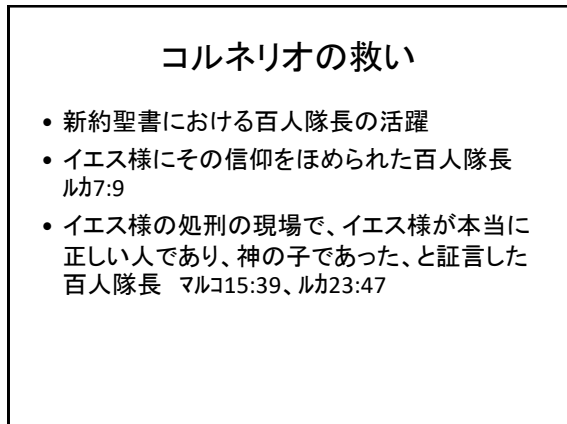 コルネリオの救い
• 新約聖書における百人隊長の活躍
• イエス様にその信仰をほめられた百人隊長
ルカ7:9
• イエス様の処刑の現場で、イエス様が本当に
正しい人であり、神の子であった、と証言した
百人隊長　マルコ15:39、ルカ23:47